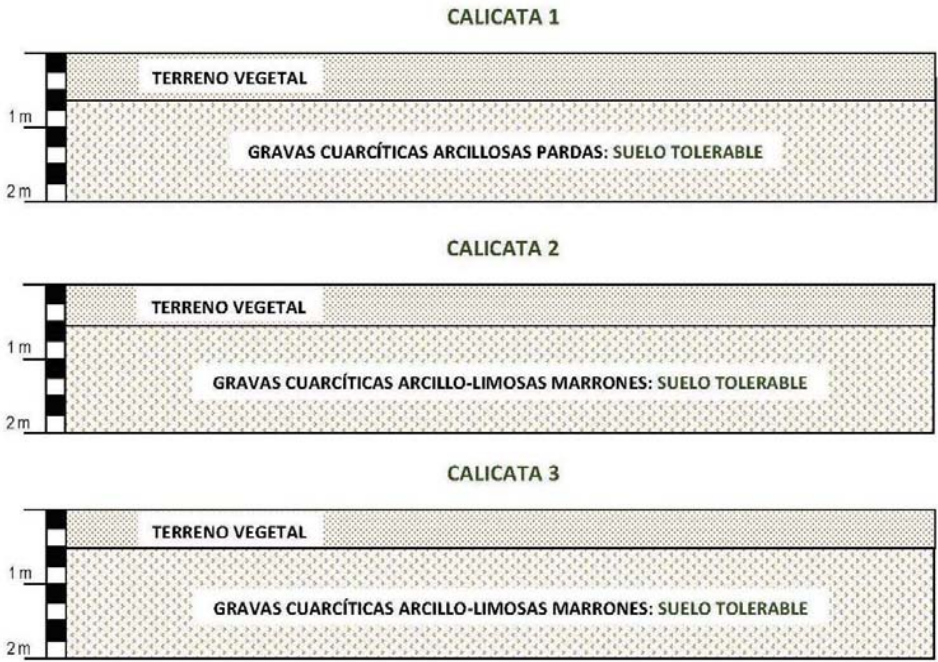 CALICATA 1
TERRENO VEGETAL
1 m
GRAVAS CUARCÍTICAS ARCILLOSAS PARDAS: SUELO TOLERABLE
2 m
CALICATA 2
TERRENO VEGETAL
1 m
GRAVAS CUARCÍTICAS ARCILLO-LIMOSAS MARRONES: SUELO TOLERABLE
2 m
CALICATA 3
TERRENO VEGETAL
1 m
GRAVAS CUARCÍTICAS ARCILLO-LIMOSAS MARRONES: SUELO TOLERABLE
2 m